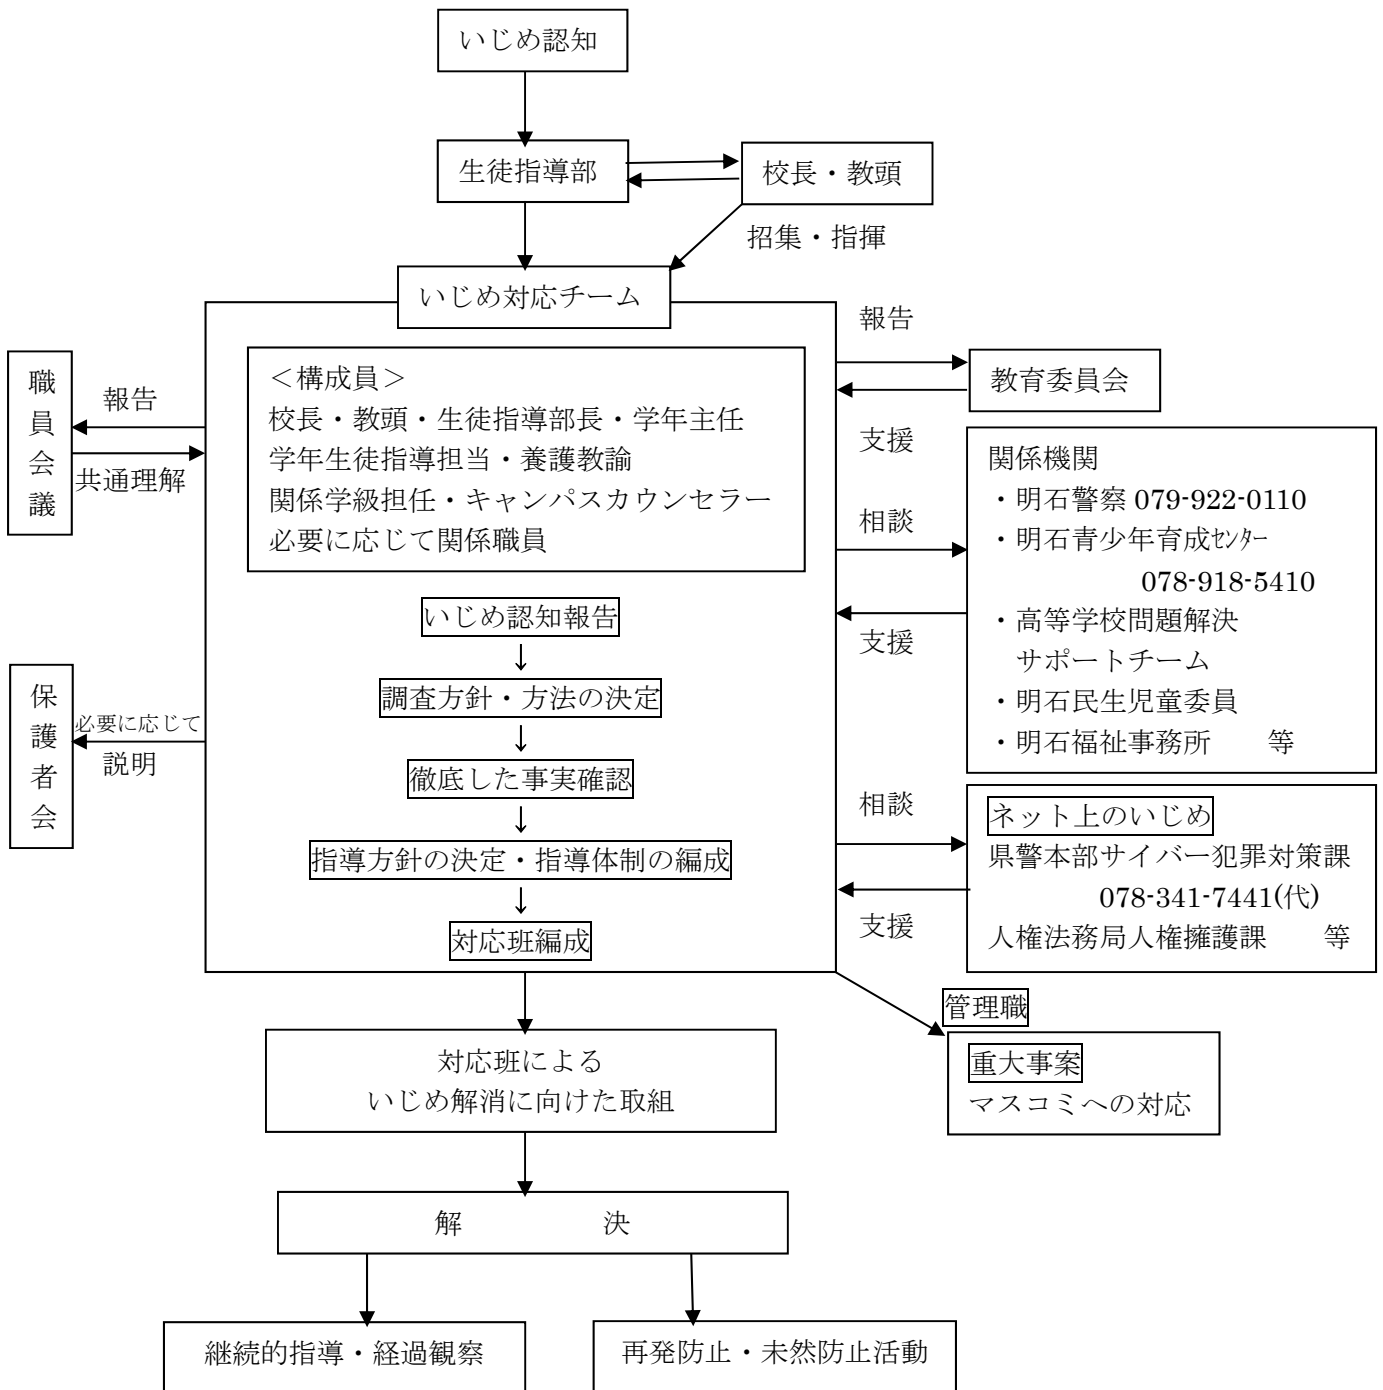 いじめ認知
生徒指導部
校長・教頭
招集・指揮
いじめ対応チーム
＜構成員＞
校長・教頭・生徒指導部長・学年主任
学年生徒指導担当・養護教諭
関係学級担任・キャンパスカウンセラー
必要に応じて関係職員
職員会議
報告
共通理解
報告
教育委員会
支援
相談
支援
関係機関
・明石警察 079-922-0110
・明石青少年育成ｾﾝﾀｰ
078-918-5410
・高等学校問題解決
サポートチーム
・明石民生児童委員
・明石福祉事務所　　等
いじめ認知報告
↓
調査方針・方法の決定
↓
徹底した事実確認
↓
指導方針の決定・指導体制の編成
↓
対応班編成
保護者会
必要に応じて
説明
相談
支援
ネット上のいじめ
県警本部サイバー犯罪対策課
078-341-7441(代)
人権法務局人権擁護課　　等
管理職
重大事案
マスコミへの対応
対応班による
いじめ解消に向けた取組
解　　　　　決
継続的指導・経過観察
再発防止・未然防止活動